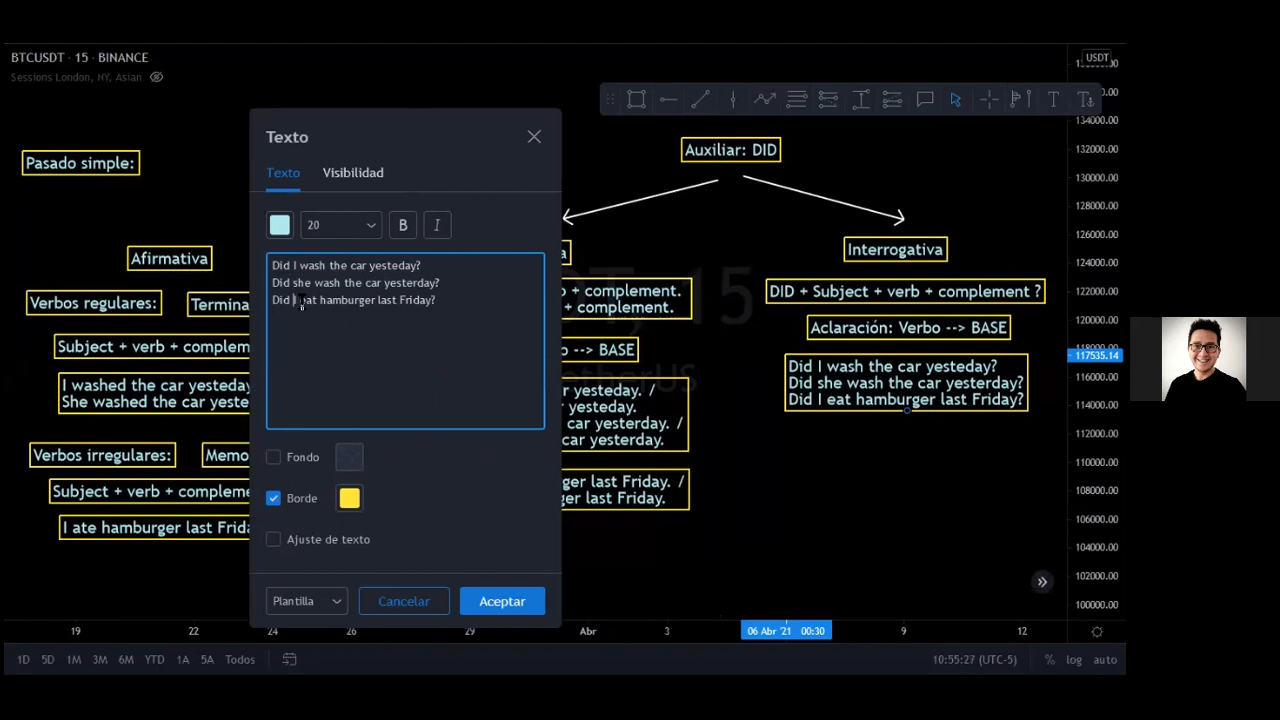 BTCUSDT · 15 · BINANCE
Sessions London, NY, Asian
USDT
Pasado simple:
Auxiliar: DID
Afirmativa
Interrogativa
Verbos regulares:
Termina
DID + Subject + verb + complement ?
Subject + verb + complem
Aclaración: Verbo --> BASE
I washed the car yesteday
She washed the car yeste
Did I wash the car yesteday?
Did she wash the car yesterday?
Did I eat hamburger last Friday?
Verbos irregulares:
Memo
Subject + verb + compleme
I ate hamburger last Frida
a
o + complement.
+ complement.
o --> BASE
r yesteday. /
r yesteday.
car yesterday. /
car yesterday.
ger last Friday. /
ger last Friday.
DT, 15
etherUS
Texto
Texto
Visibilidad
20
B
I
Did I wash the car yesteday?
Did she wash the car yesterday?
Did I eat hamburger last Friday?
Fondo
Borde
Ajuste de texto
Plantilla
Cancelar
Aceptar
134000.00
132000.00
130000.00
128000.00
126000.00
124000.00
122000.00
120000.00
117535.14
116000.00
114000.00
112000.00
110000.00
108000.00
106000.00
104000.00
102000.00
100000.00
19
22
24
26
29
Abr
3
06 Abr '21 00:30
9
12
1D
5D
1M
3M
6M
YTD
1A
5A
Todos
10:55:27 (UTC-5)
%
log
auto